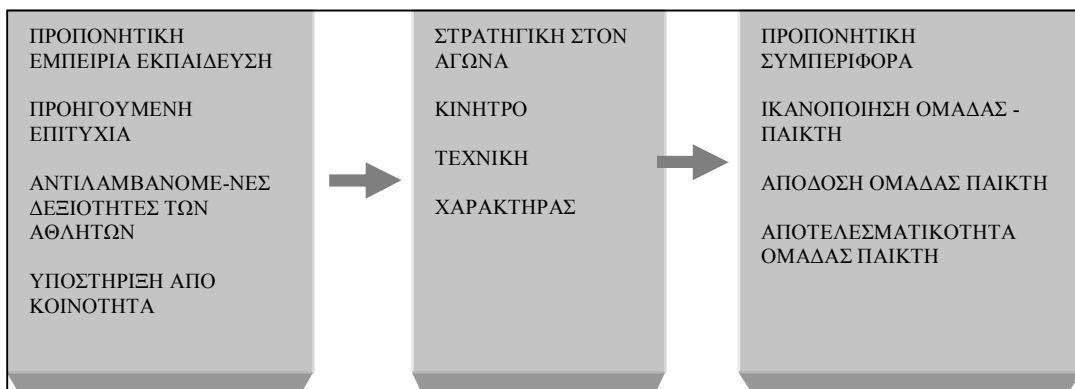 ΠΡΟΠΟΝΗΤΙΚΗ
ΕΜΠΕΙΡΙΑ ΕΚΠΑΙΔΕΥΣΗ
ΠΡΟΗΓΟΥΜΕΝΗ
ΕΠΙΤΥΧΙΑ
ΑΝΤΙΛΑΜΒΑΝΟΜΕ-ΝΕΣ
ΔΕΞΙΟΤΗΤΕΣ ΤΩΝ
ΑΘΛΗΤΩΝ
ΥΠΟΣΤΗΡΙΞΗ ΑΠΟ
ΚΟΙΝΟΤΗΤΑ
ΣΤΡΑΤΗΓΙΚΗ ΣΤΟΝ
ΑΓΩΝΑ
ΚΙΝΗΤΡΟ
ΤΕΧΝΙΚΗ
ΧΑΡΑΚΤΗΡΑΣ
ΠΡΟΠΟΝΗΤΙΚΗ
ΣΥΜΠΕΡΙΦΟΡΑ
ΙΚΑΝΟΠΟΙΗΣΗ ΟΜΑΔΑΣ -
ΠΑΙΚΤΗ
ΑΠΟΔΟΣΗ ΟΜΑΔΑΣ ΠΑΙΚΤΗ
ΑΠΟΤΕΛΕΣΜΑΤΙΚΟΤΗΤΑ
ΟΜΑΔΑΣ ΠΑΙΚΤΗ